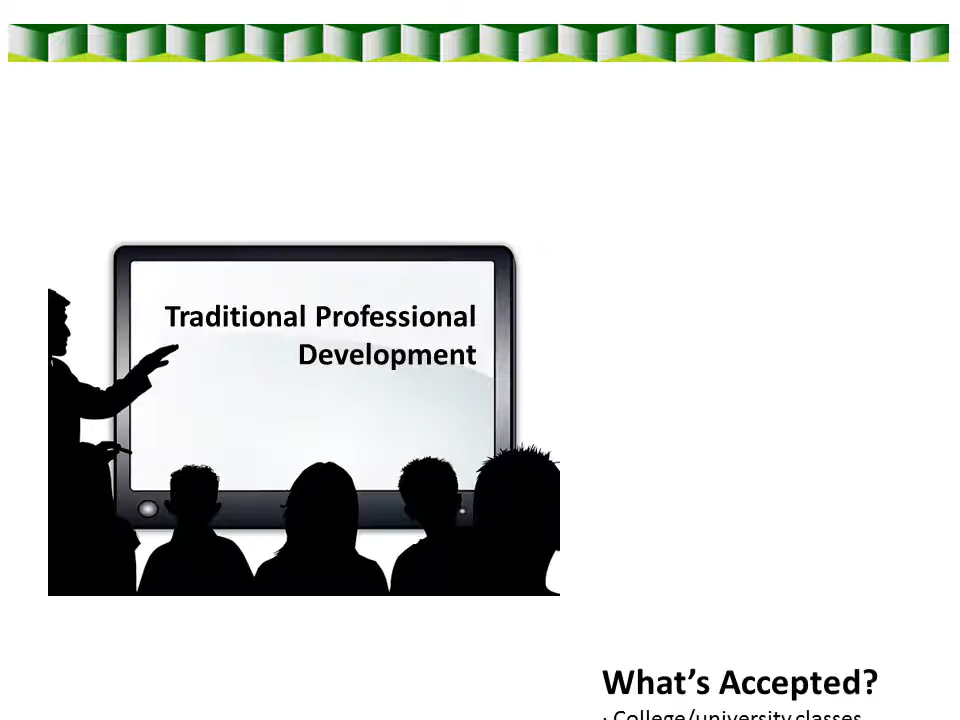 Traditional Professional
Development
What’s Accepted?
· College/university classes